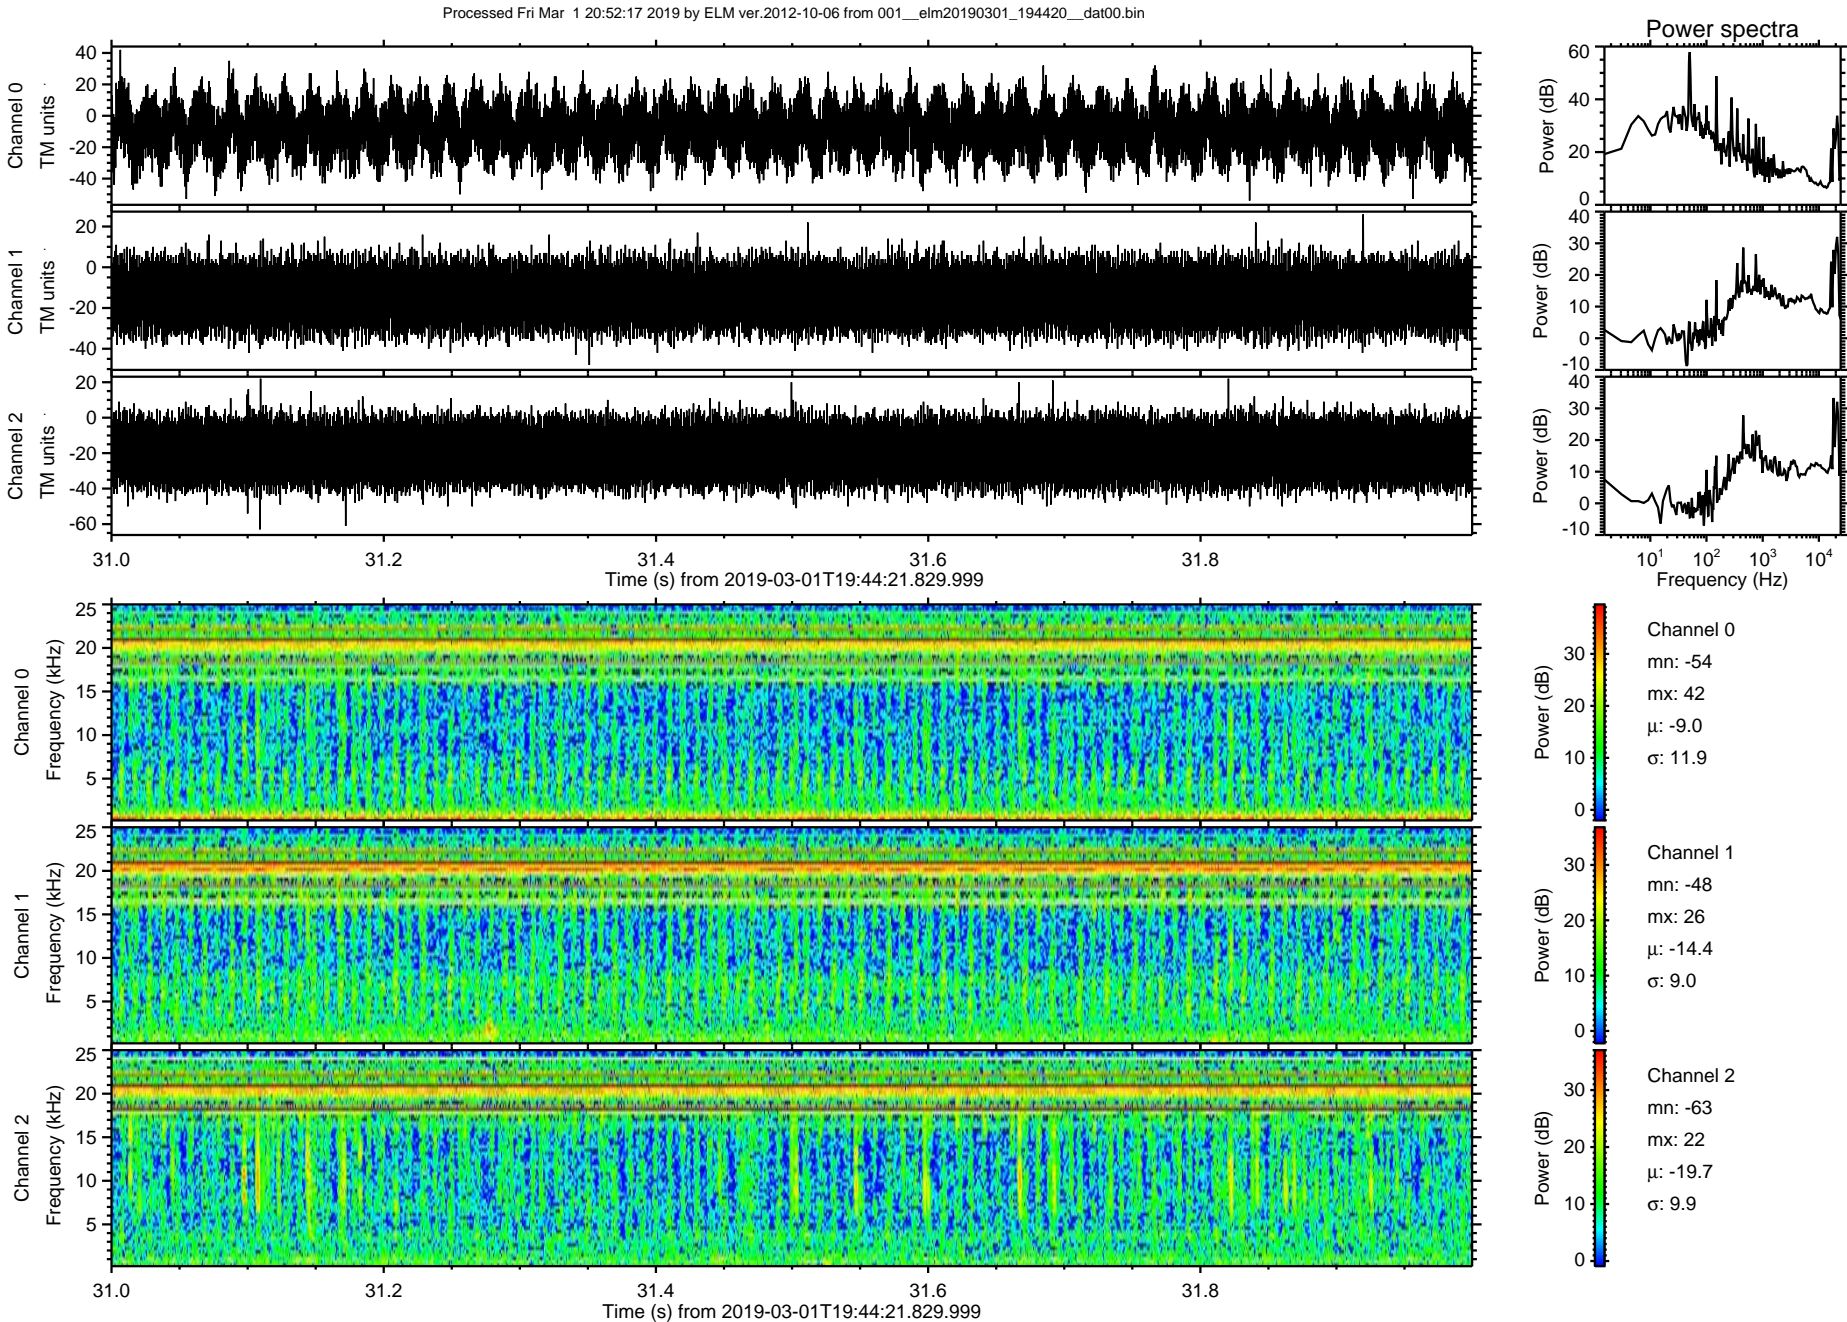 Processed Fri Mar  1 20:52:17 2019 by ELM ver.2012-10-06 from 001__elm20190301_194420__dat00.bin
Power spectra
Channel 0
TM units
40
20
0
-20
-40
Power (dB)
60
40
20
0
Channel 1
TM units
20
0
-20
-40
Power (dB)
40
30
20
10
0
-10
Channel 2
TM units
20
0
-20
-40
-60
Power (dB)
40
30
20
10
0
-10
31.0 31.2 31.4 31.6 31.8
Time (s) from 2019-03-01T19:44:21.829.999
10^1 10^2 10^3 10^4
Frequency (Hz)
Channel 0
Frequency (kHz)
25
20
15
10
5
Power (dB)
30
20
10
0
Channel 0
mn: -54
mx: 42
µ: -9.0
σ: 11.9
Channel 1
Frequency (kHz)
25
20
15
10
5
Power (dB)
30
20
10
0
Channel 1
mn: -48
mx: 26
µ: -14.4
σ: 9.0
Channel 2
Frequency (kHz)
25
20
15
10
5
Power (dB)
30
20
10
0
Channel 2
mn: -63
mx: 22
µ: -19.7
σ: 9.9
31.0 31.2 31.4 31.6 31.8
Time (s) from 2019-03-01T19:44:21.829.999